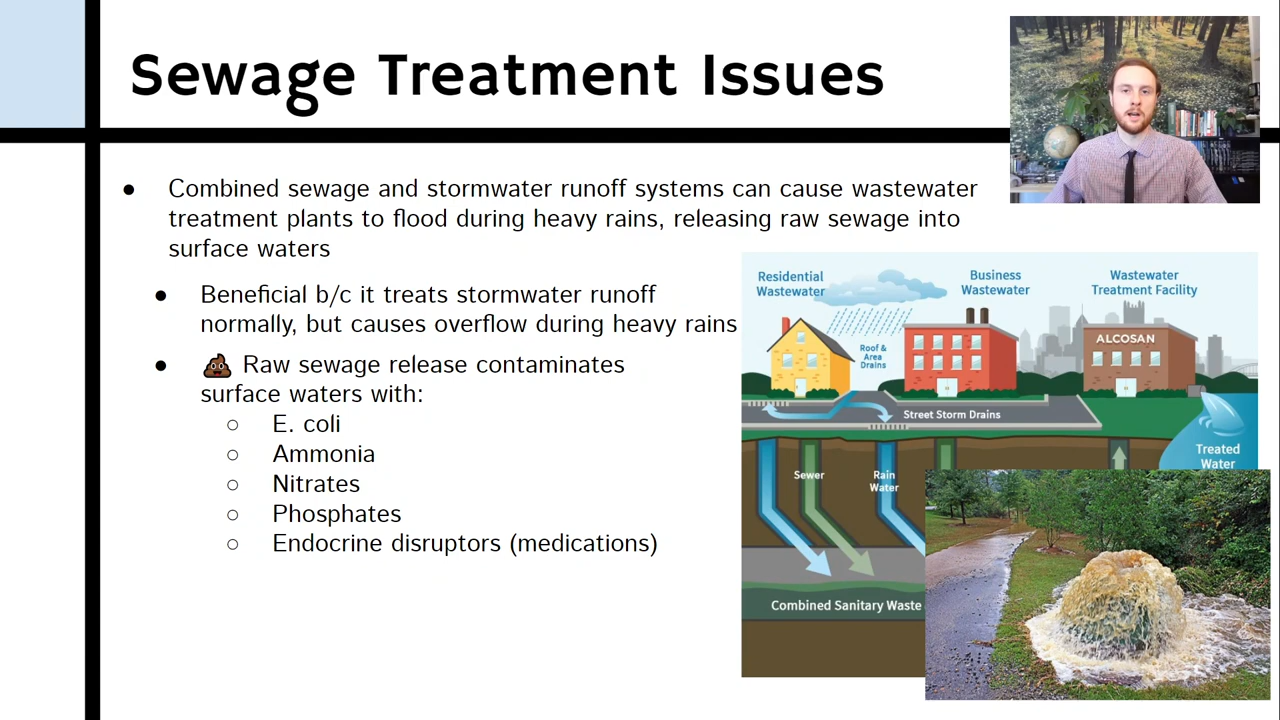 Sewage Treatment Issues
● Combined sewage and stormwater runoff systems can cause wastewater
treatment plants to flood during heavy rains, releasing raw sewage into
surface waters
● Beneficial b/c it treats stormwater runoff
normally, but causes overflow during heavy rains
● 💩 Raw sewage release contaminates
surface waters with:
○ E. coli
○ Ammonia
○ Nitrates
○ Phosphates
○ Endocrine disruptors (medications)
Residential
Wastewater
Business
Wastewater
Wastewater
Treatment Facility
Roof &
Area
Drains
ALCOSAN
Street Storm Drains
Treated
Water
Sewer
Rain
Water
Combined Sanitary Waste